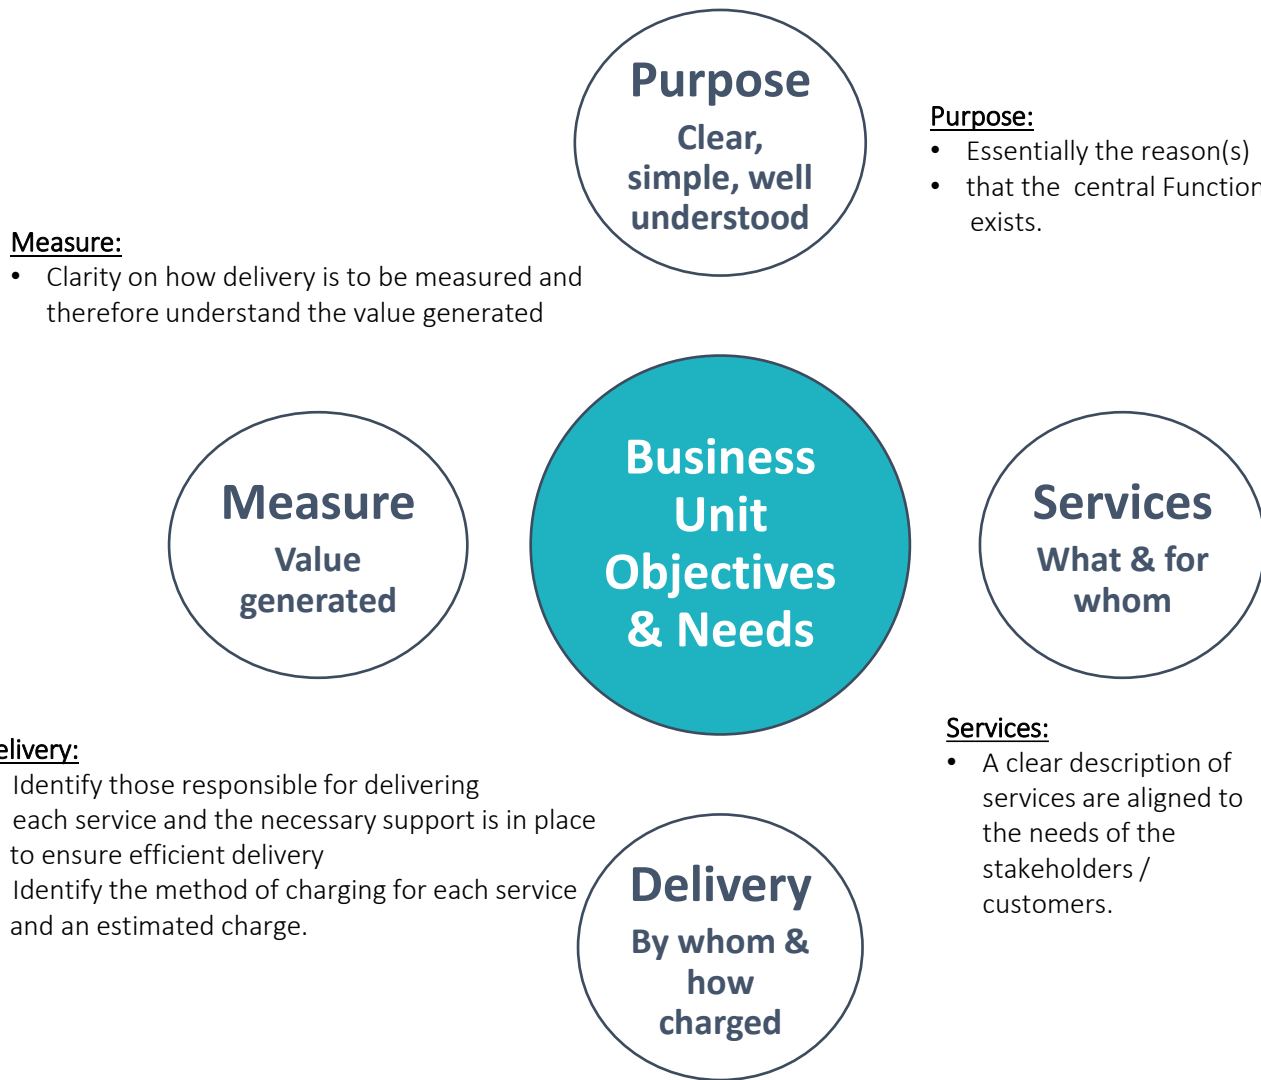 Purpose
Clear,
simple, well
understood
Purpose:
• Essentially the reason(s)
• that the central Function
exists.
Measure:
• Clarity on how delivery is to be measured and
therefore understand the value generated
Measure
Value
generated
Business
Unit
Objectives
& Needs
Services
What & for
whom
elivery:
Identify those responsible for delivering
each service and the necessary support is in place
to ensure efficient delivery
Identify the method of charging for each service
and an estimated charge.
Services:
• A clear description of
services are aligned to
the needs of the
stakeholders /
customers.
Delivery
By whom &
how
charged